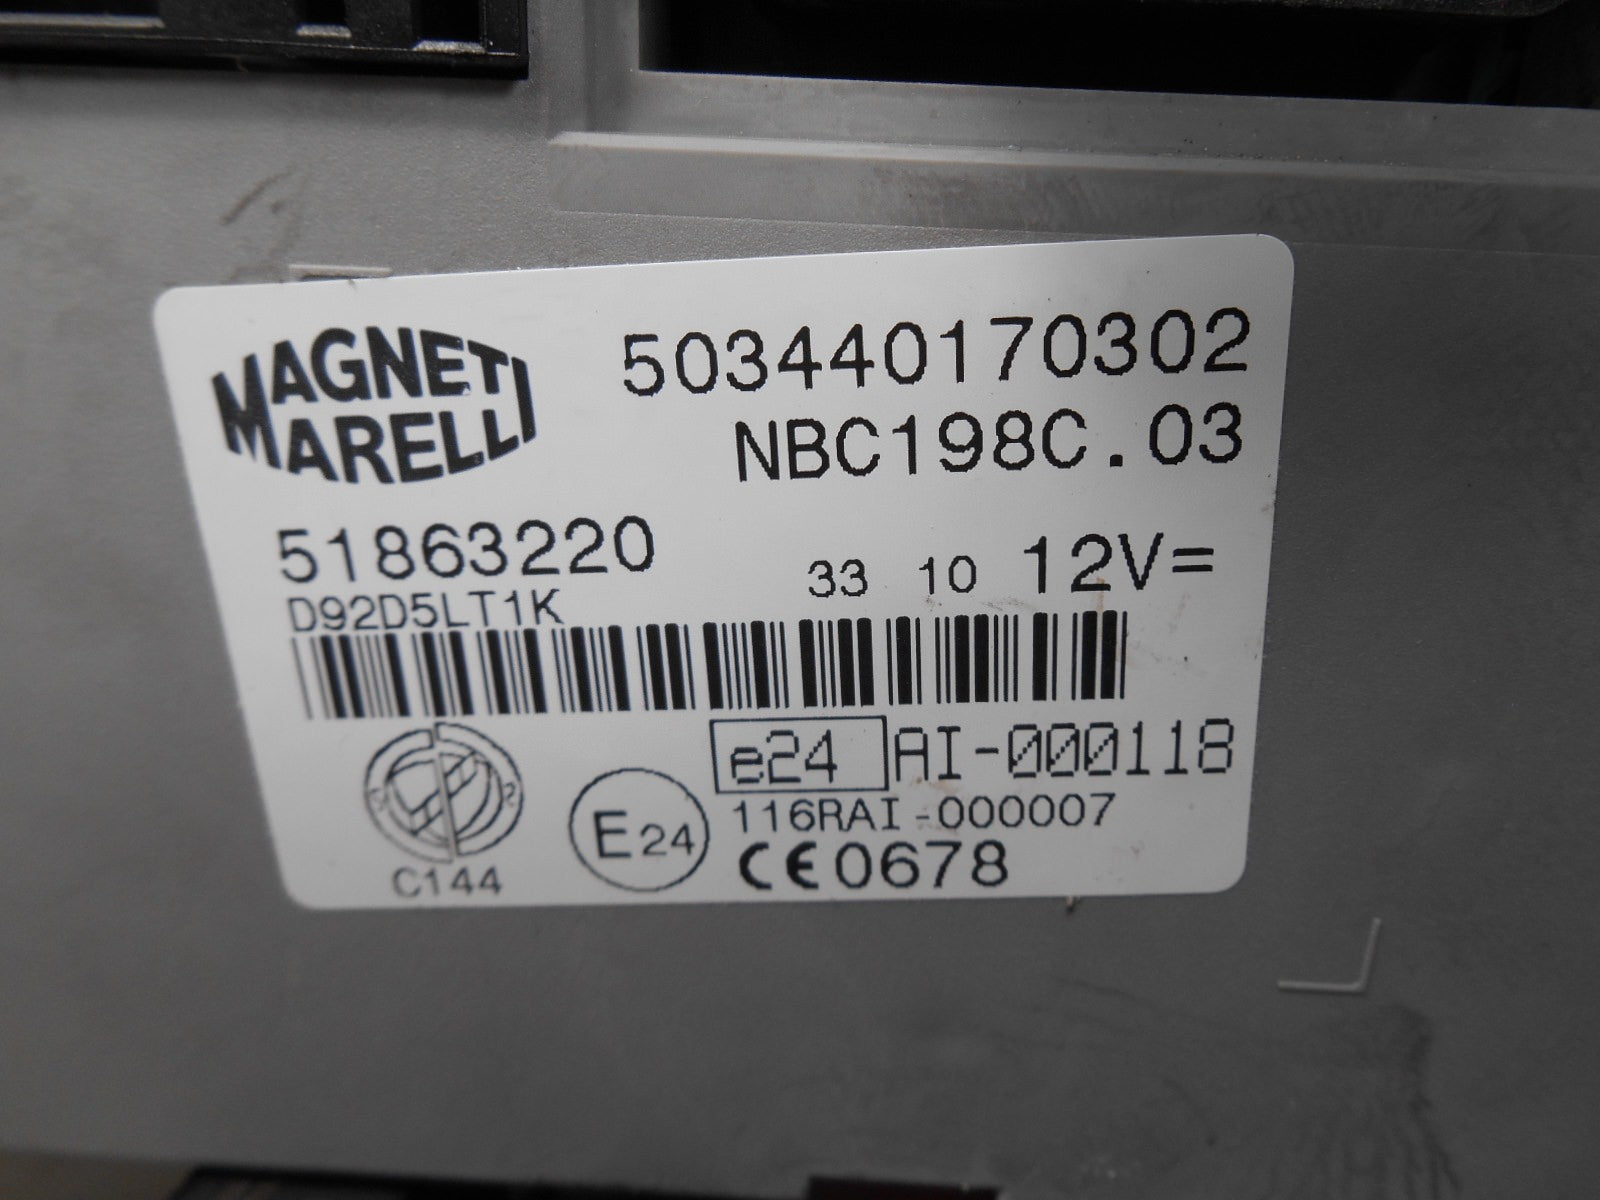 MAGNETI
MARELLI
503440170302
NBC198C.03
51863220
33 10 12V=
D92D5LT1K
e24 AI-000118
E24
116RAI-000007
CE0678
C144